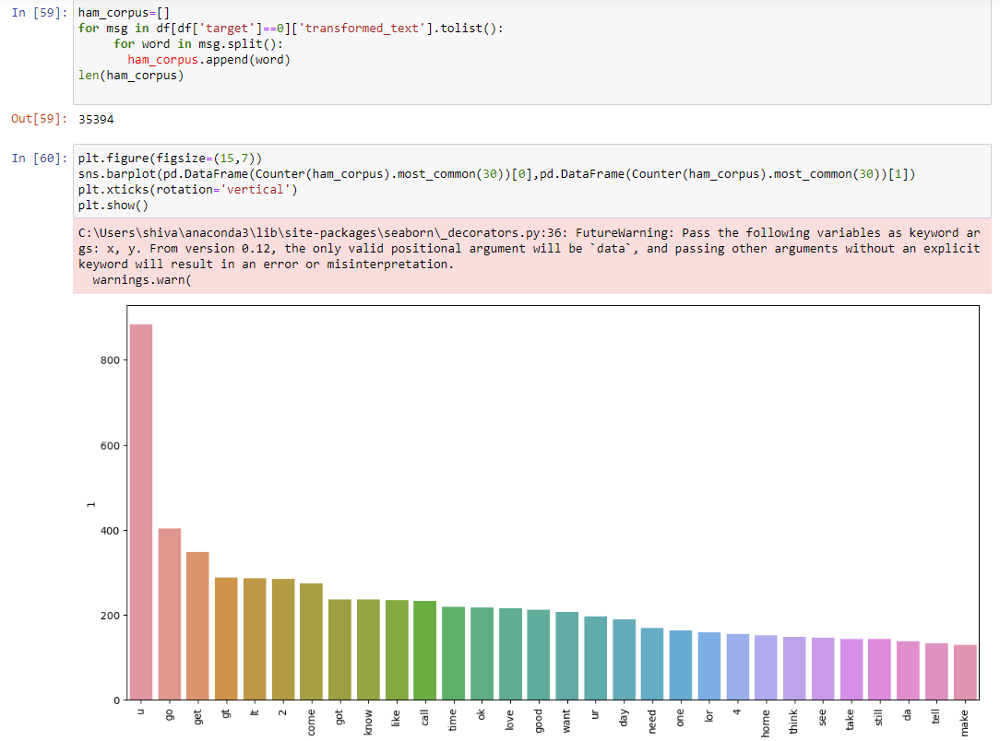 In [59]: ham_corpus=[]
for msg in df[df['target']==0]['transformed_text'].tolist():
     for word in msg.split():
       ham_corpus.append(word)
len(ham_corpus)
Out[59]: 35394
In [60]: plt.figure(figsize=(15,7))
sns.barplot(pd.DataFrame(Counter(ham_corpus).most_common(30))[0],pd.DataFrame(Counter(ham_corpus).most_common(30))[1])
plt.xticks(rotation='vertical')
plt.show()
C:\Users\shiva\anaconda3\lib\site-packages\seaborn\_decorators.py:36: FutureWarning: Pass the following variables as keyword ar
gs: x, y. From version 0.12, the only valid positional argument will be `data`, and passing other arguments without an explicit
keyword will result in an error or misinterpretation.
  warnings.warn(
800
600
400
200
0
1
u
go
get
gt
lt
2
come
got
know
like
call
time
ok
love
good
want
ur
day
need
one
lor
4
home
think
see
take
still
da
tell
make